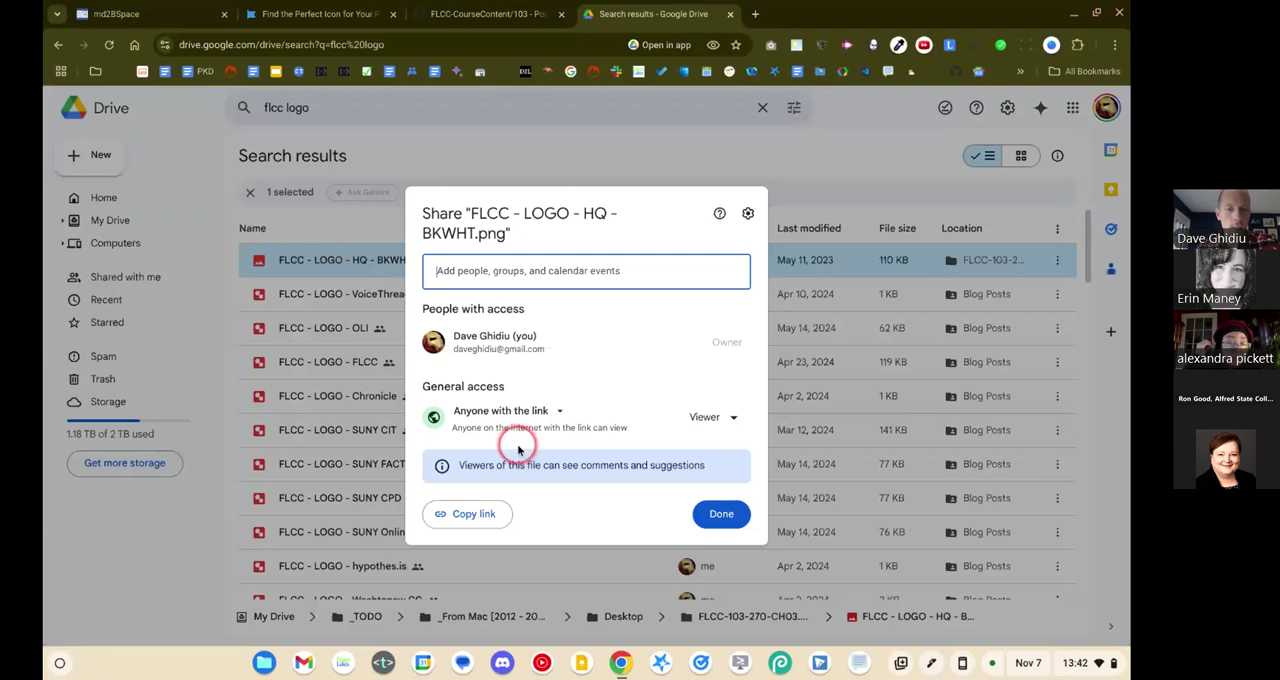 md2BSpace
Find the Perfect Icon for Your P
FLCC-CourseContent/103 - Po
Search results - Google Drive
drive.google.com/drive/search?q=flcc%20logo
Open in app
PKD
All Bookmarks
Drive
flcc logo
New
Search results
1 selected
Ask Gemini
Home
My Drive
Computers
Shared with me
Recent
Starred
Spam
Trash
Storage
1.18 TB of 2 TB used
Get more storage
Name
Last modified
File size
Location
FLCC - LOGO - HQ - BKWH
May 11, 2023
110 KB
FLCC-103-2...
FLCC - LOGO - VoiceThrea
Apr 10, 2024
1 KB
Blog Posts
FLCC - LOGO - OLI
May 14, 2024
62 KB
Blog Posts
FLCC - LOGO - FLCC
Apr 23, 2024
119 KB
Blog Posts
FLCC - LOGO - Chronicle
Apr 2, 2024
1 KB
Blog Posts
FLCC - LOGO - SUNY CIT
Mar 12, 2024
141 KB
Blog Posts
FLCC - LOGO - SUNY FACT
May 14, 2024
77 KB
Blog Posts
FLCC - LOGO - SUNY CPD
May 14, 2024
77 KB
Blog Posts
FLCC - LOGO - SUNY Onlin
May 14, 2024
76 KB
Blog Posts
FLCC - LOGO - hypothes.is
me
Apr 2, 2024
1 KB
Blog Posts
Share "FLCC - LOGO - HQ -
BKWHT.png"
Add people, groups, and calendar events
People with access
Dave Ghidiu (you)
daveghidiu@gmail.com
Owner
General access
Anyone with the link
Anyone on the internet with the link can view
Viewer
Viewers of this file can see comments and suggestions
Copy link
Done
My Drive
_TODO
_From Mac [2012 - 20...
Desktop
FLCC-103-270-CH03....
FLCC - LOGO - HQ - B...
Nov 7
13:42
Dave Ghidiu
Erin Maney
alexandra pickett
Ron Good, Alfred State Coll...